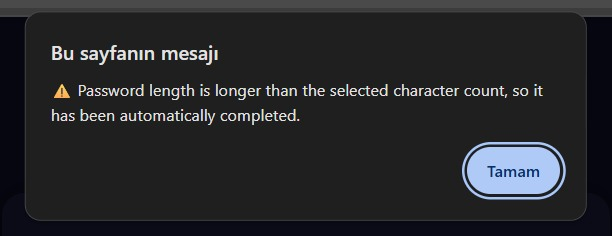 Bu sayfanın mesajı
⚠️ Password length is longer than the selected character count, so it
has been automatically completed.
Tamam